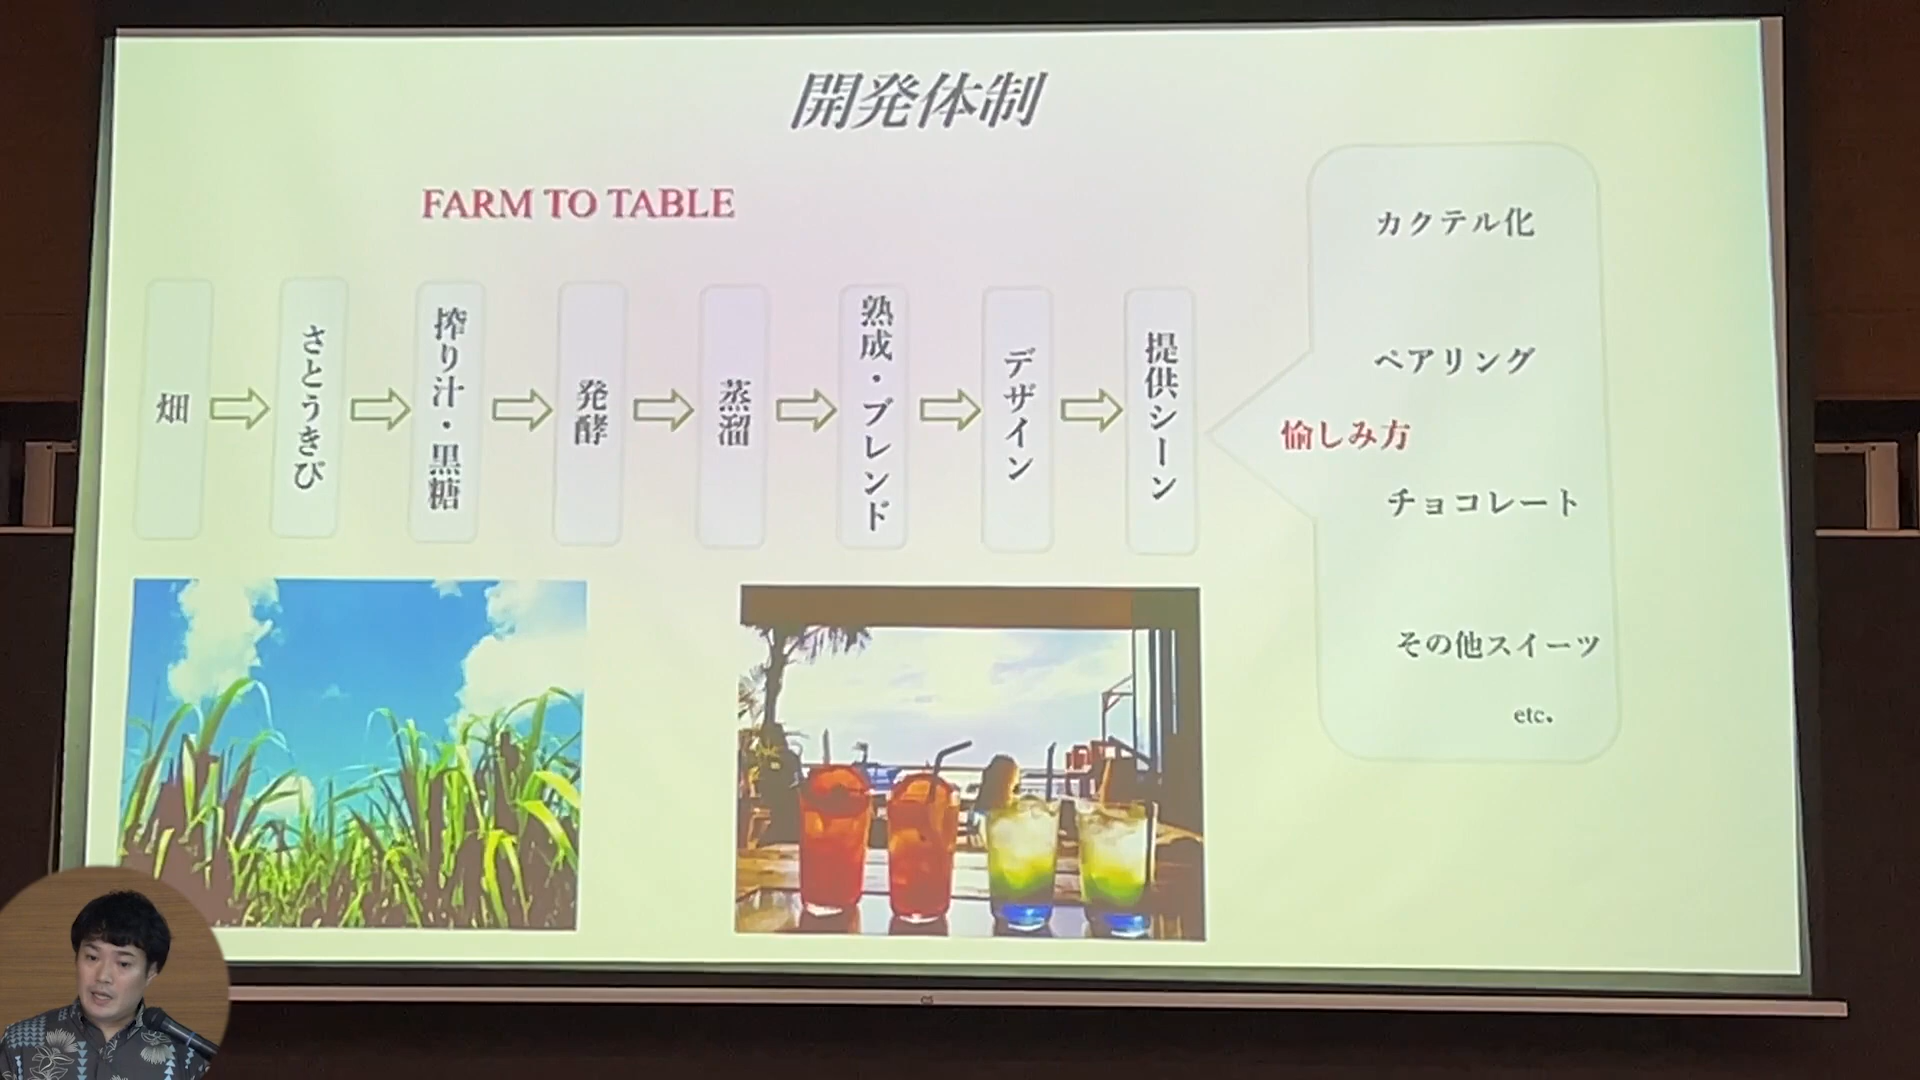 開発体制
FARM TO TABLE
畑
さとうきび
搾り汁・黒糖
発酵
蒸溜
熟成・ブレンド
デザイン
提供シーン
愉しみ方
カクテル化
ペアリング
チョコレート
その他スイーツ
etc.